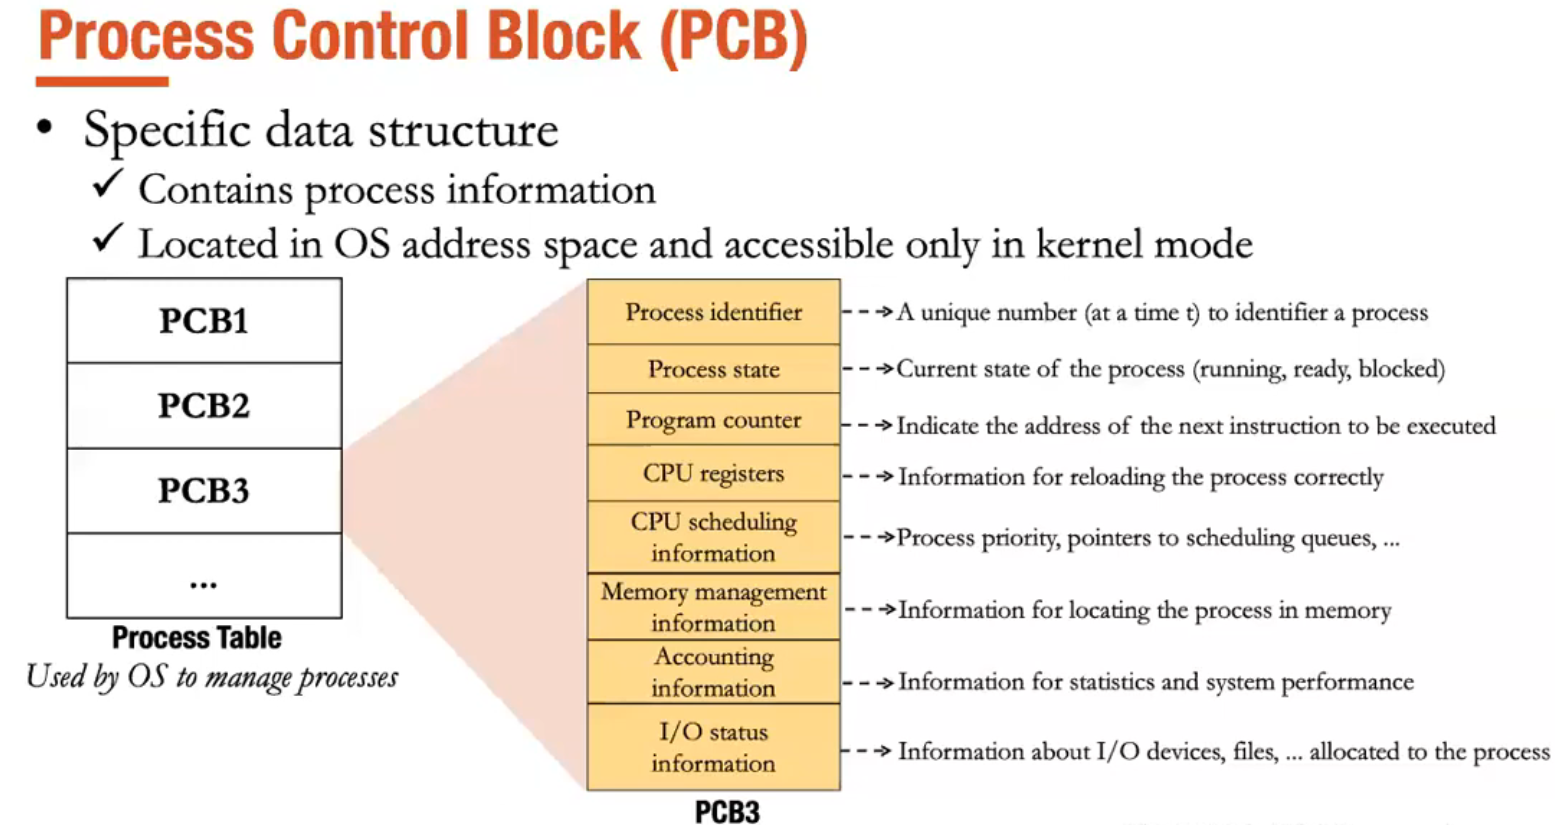 Process Control Block (PCB)
• Specific data structure
✓ Contains process information
✓ Located in OS address space and accessible only in kernel mode
PCB1
PCB2
PCB3
...
Process Table
Used by OS to manage processes
Process identifier
A unique number (at a time t) to identifier a process
Process state
Current state of the process (running, ready, blocked)
Program counter
Indicate the address of the next instruction to be executed
CPU registers
Information for reloading the process correctly
CPU scheduling
information
Process priority, pointers to scheduling queues, ...
Memory management
information
Information for locating the process in memory
Accounting
information
Information for statistics and system performance
I/O status
information
Information about I/O devices, files, ... allocated to the process
PCB3